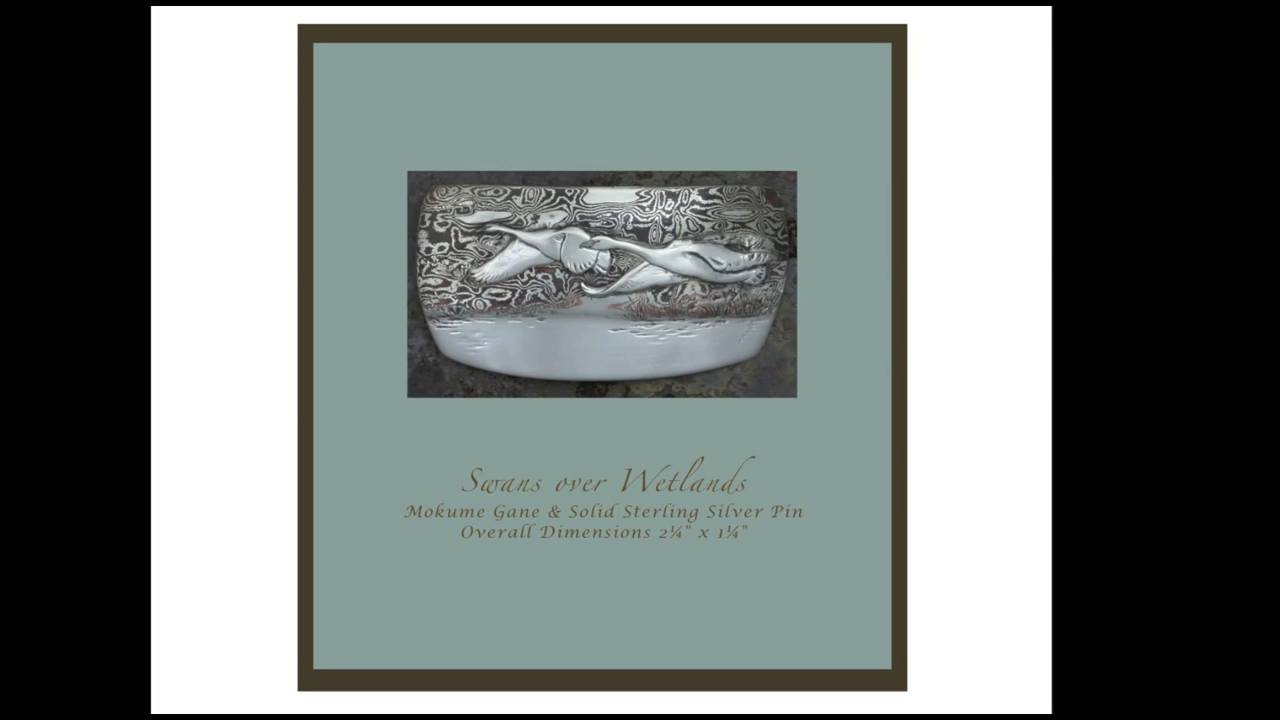 Swans over Wetlands
Mokume Gane & Solid Sterling Silver Pin
Overall Dimensions 2¼" x 1¼"